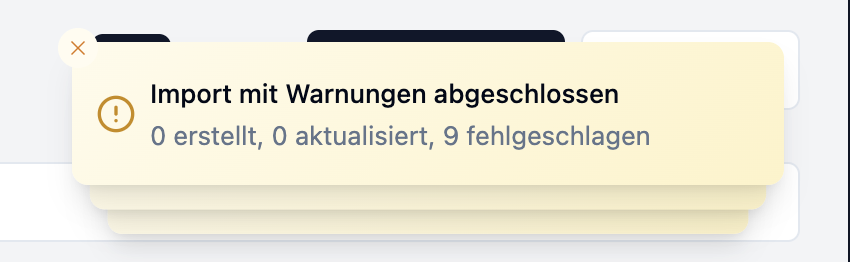 Import mit Warnungen abgeschlossen
0 erstellt, 0 aktualisiert, 9 fehlgeschlagen